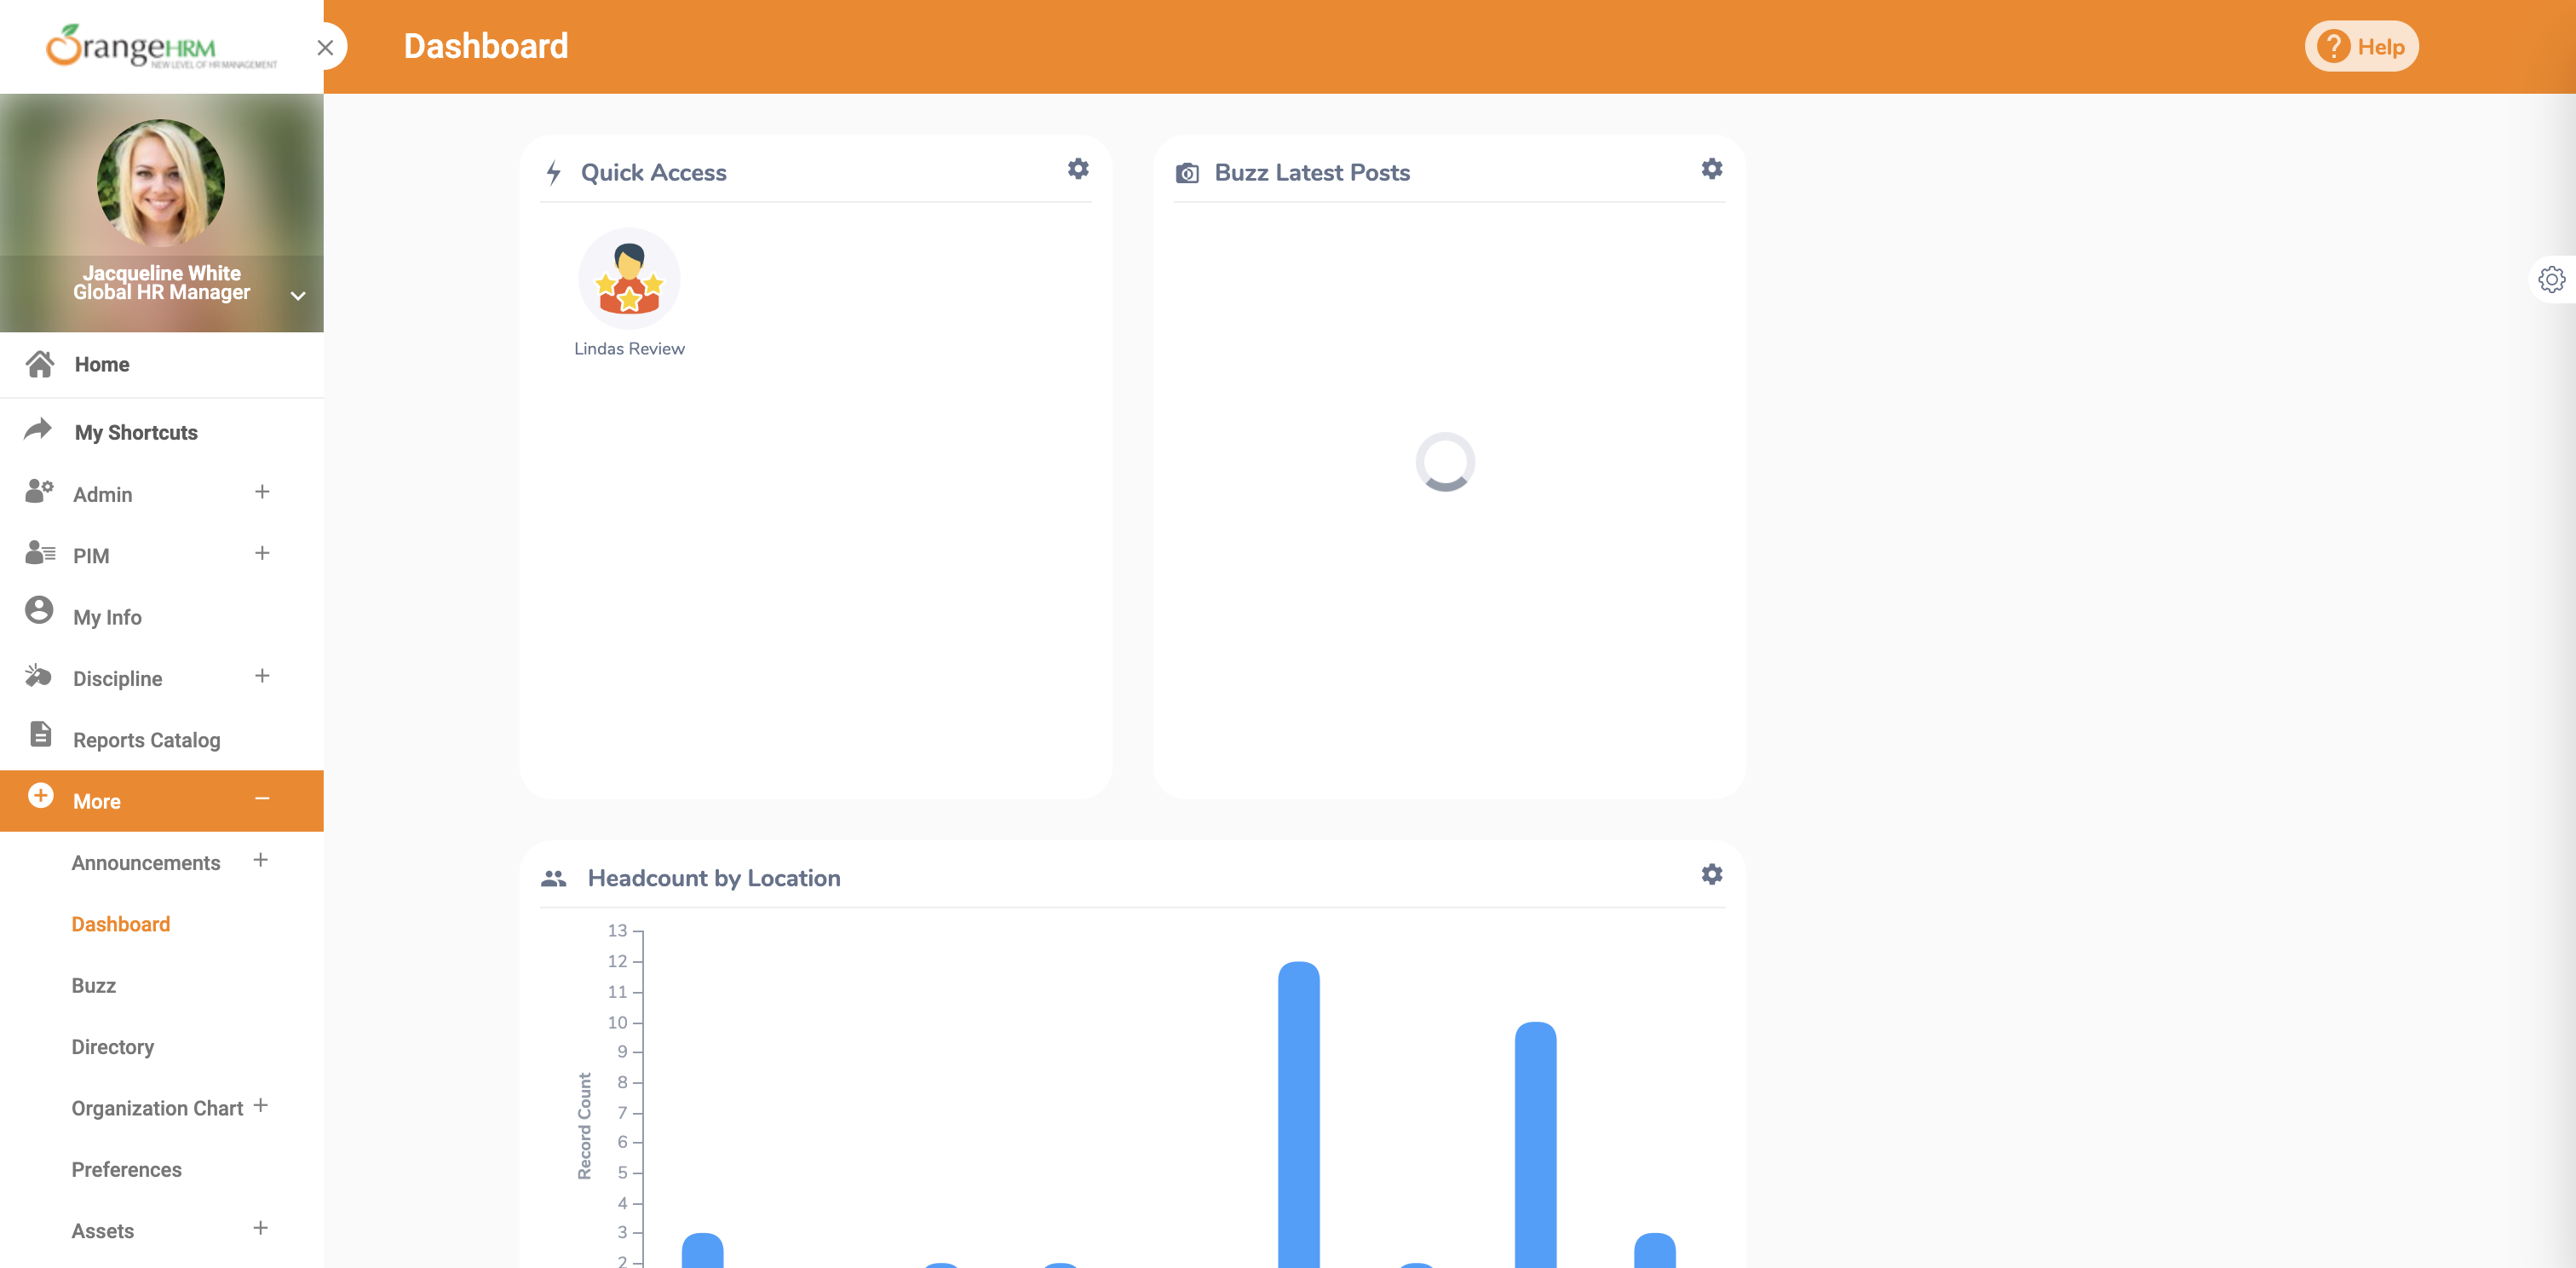 OrangeHRM
NEW LEVEL OF HR MANAGEMENT
Dashboard
Help
Jacqueline White
Global HR Manager
Home
My Shortcuts
Admin
PIM
My Info
Discipline
Reports Catalog
More
Announcements
Dashboard
Buzz
Directory
Organization Chart
Preferences
Assets
Quick Access
Lindas Review
Buzz Latest Posts
Headcount by Location
Record Count
13
12
11
10
9
8
7
6
5
4
3
2